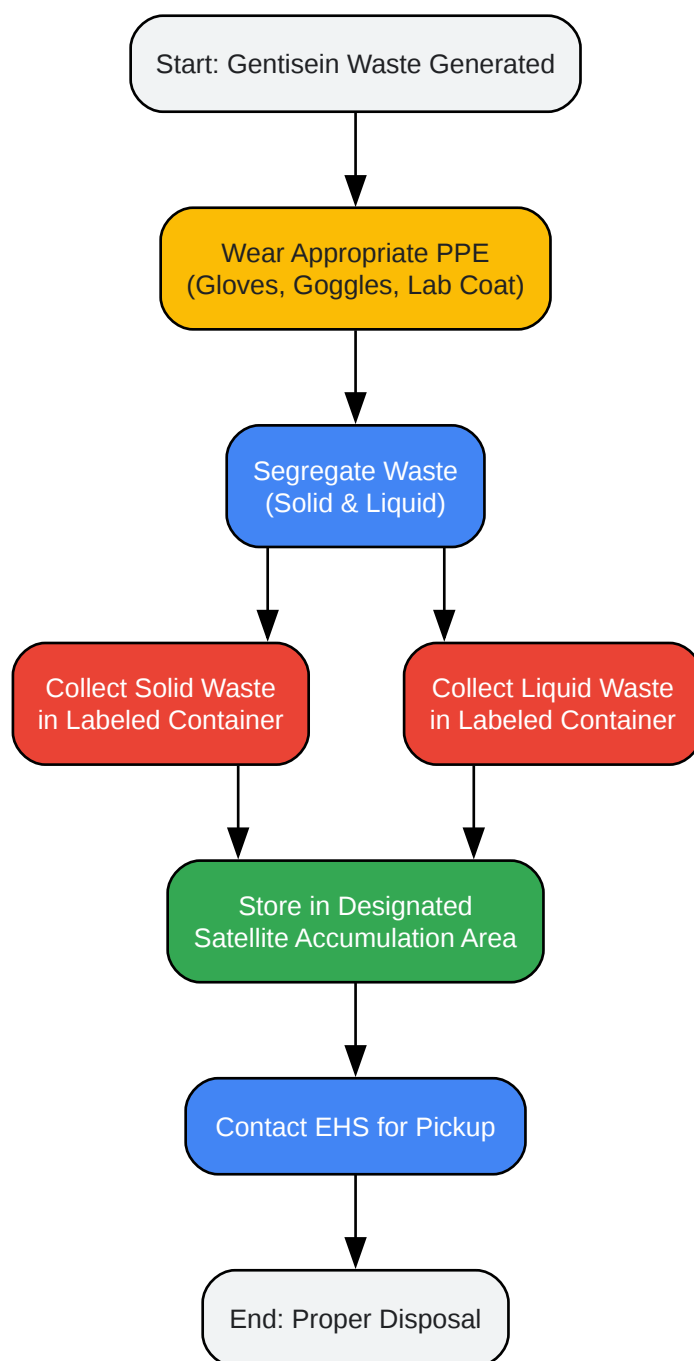 Start: Gentisein Waste Generated
Wear Appropriate PPE
(Gloves, Goggles, Lab Coat)
Segregate Waste
(Solid & Liquid)
Collect Solid Waste
in Labeled Container
Collect Liquid Waste
in Labeled Container
Store in Designated
Satellite Accumulation Area
Contact EHS for Pickup
End: Proper Disposal